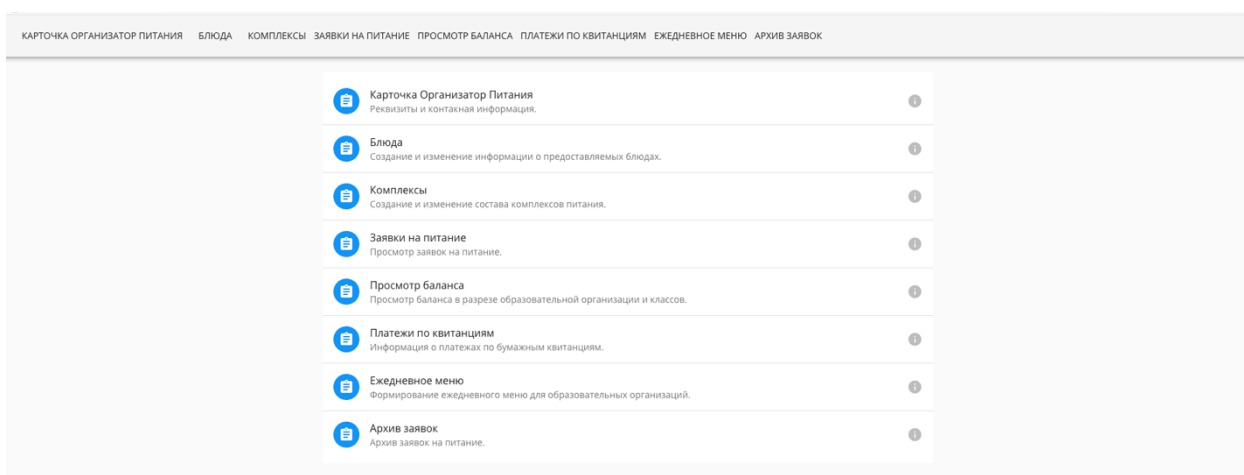 КАРТОЧКА ОРГАНИЗАТОР ПИТАНИЯ БЛЮДА КОМПЛЕКСЫ ЗАЯВКИ НА ПИТАНИЕ ПРОСМОТР БАЛАНСА ПЛАТЕЖИ ПО КВИТАНЦИЯМ ЕЖЕДНЕВНОЕ МЕНЮ АРХИВ ЗАЯВОК
Карточка Организатор Питания
Реквизиты и контакная информация.
Блюда
Создание и изменение информации о предоставляемых блюдах.
Комплексы
Создание и изменение состава комплексов питания.
Заявки на питание
Просмотр заявок на питание.
Просмотр баланса
Просмотр баланса в разрезе образовательной организации и классов.
Платежи по квитанциям
Информация о платежах по бумажным квитанциям.
Ежедневное меню
Формирование ежедневного меню для образовательных организаций.
Архив заявок
Архив заявок на питание.